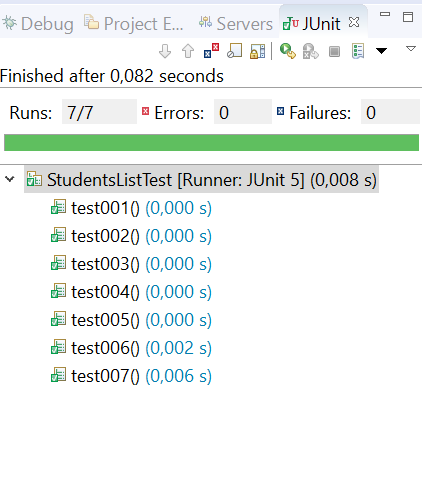 Debug Project E... Servers JUnit
Finished after 0,082 seconds
Runs: 7/7 Errors: 0 Failures: 0
StudentsListTest [Runner: JUnit 5] (0,008 s)
test001() (0,000 s)
test002() (0,000 s)
test003() (0,000 s)
test004() (0,000 s)
test005() (0,000 s)
test006() (0,002 s)
test007() (0,006 s)